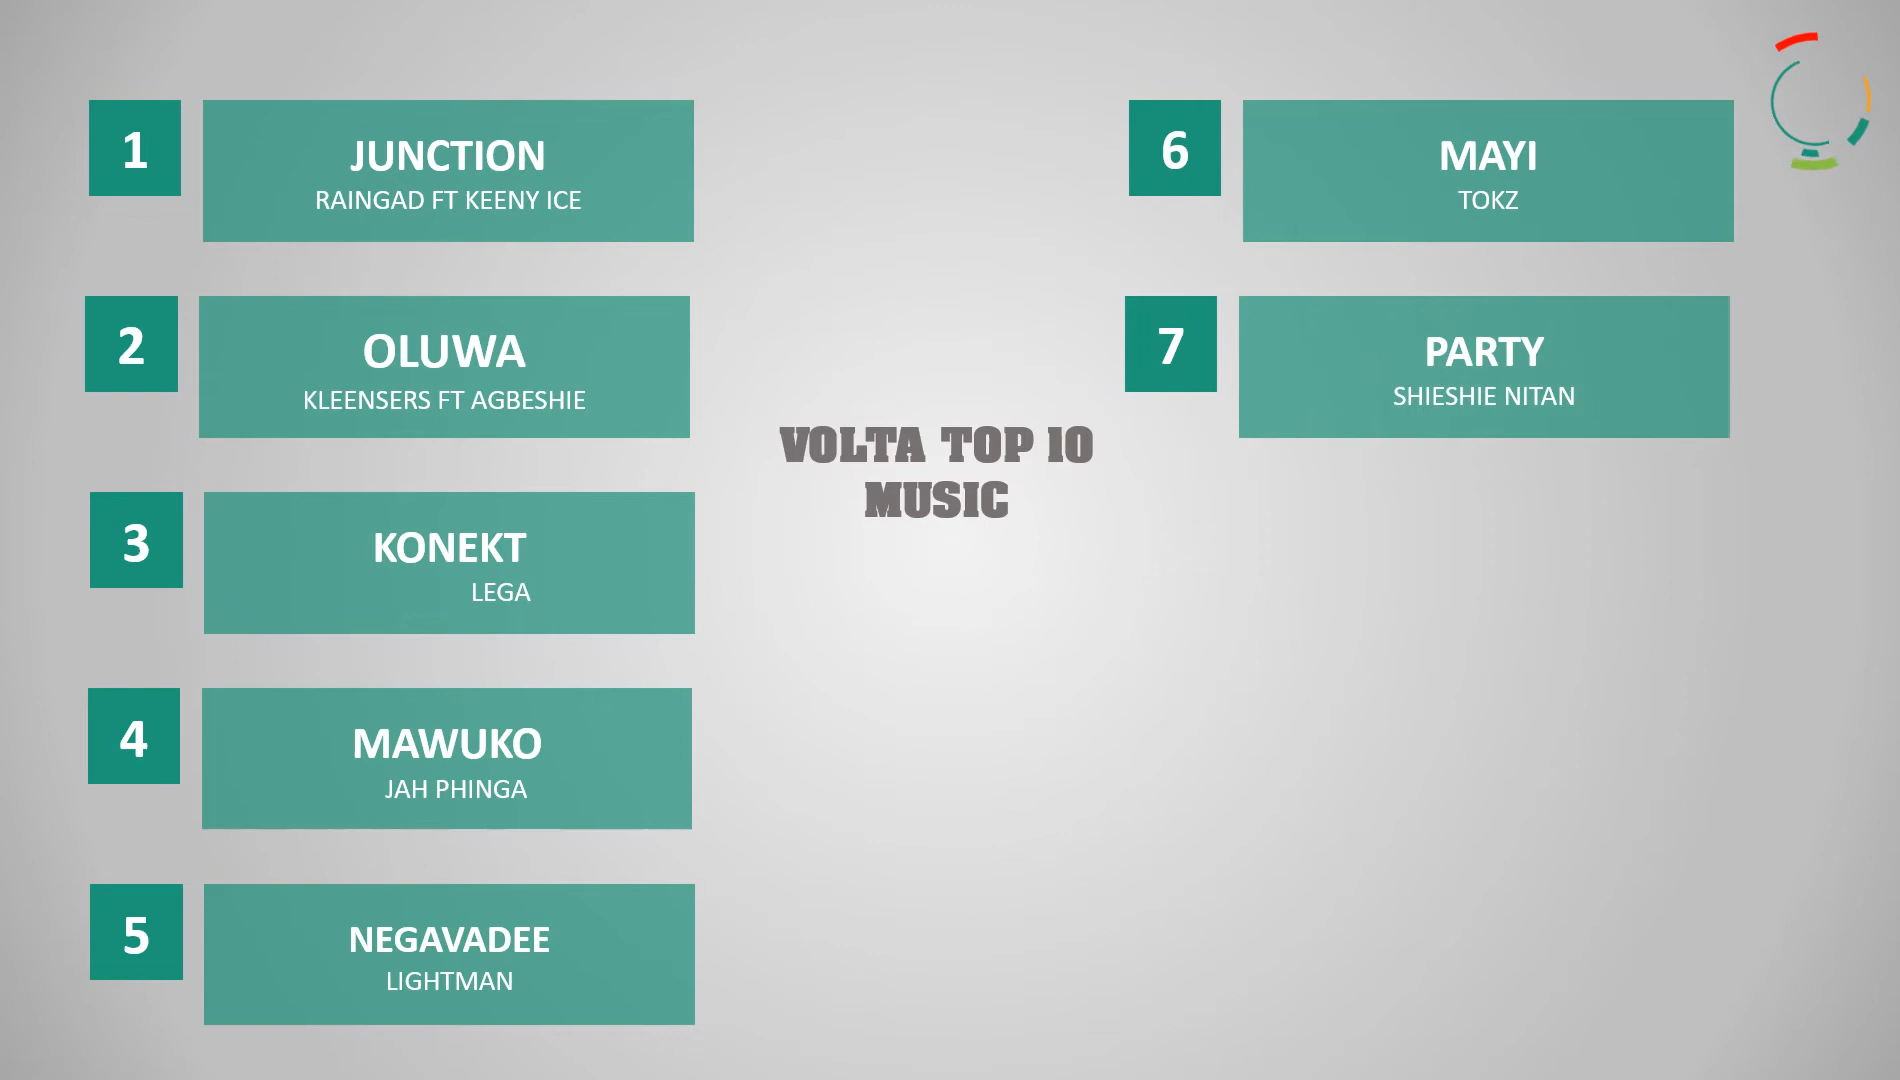 1
JUNCTION
RAINGAD FT KEENY ICE
2
OLUWA
KLEENSERS FT AGBESHIE
3
KONEKT
LEGA
4
MAWUKO
JAH PHINGA
5
NEGAVADEE
LIGHTMAN
VOLTA TOP 10
MUSIC
6
MAYI
TOKZ
7
PARTY
SHIESHIE NITAN